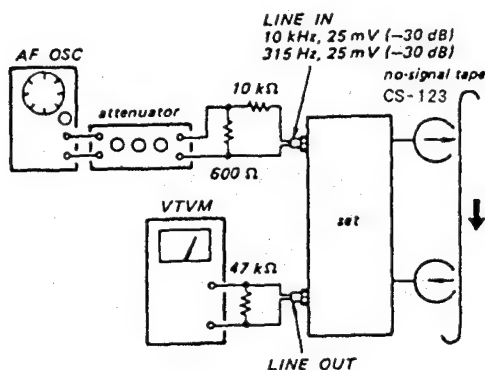 LINE IN
10 kHz, 25 mV (−30 dB)
315 Hz, 25 mV (−30 dB)
AF OSC
attenuator
10 kΩ
no-signal tape
CS-123
600 Ω
set
VTVM
47 kΩ
LINE OUT